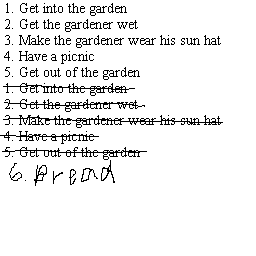 1. Get into the garden
2. Get the gardener wet
3. Make the gardener wear his sun hat
4. Have a picnic
5. Get out of the garden
1. Get into the garden
2. Get the gardener wet
3. Make the gardener wear his sun hat
4. Have a picnic
5. Get out of the garden
6. Bread